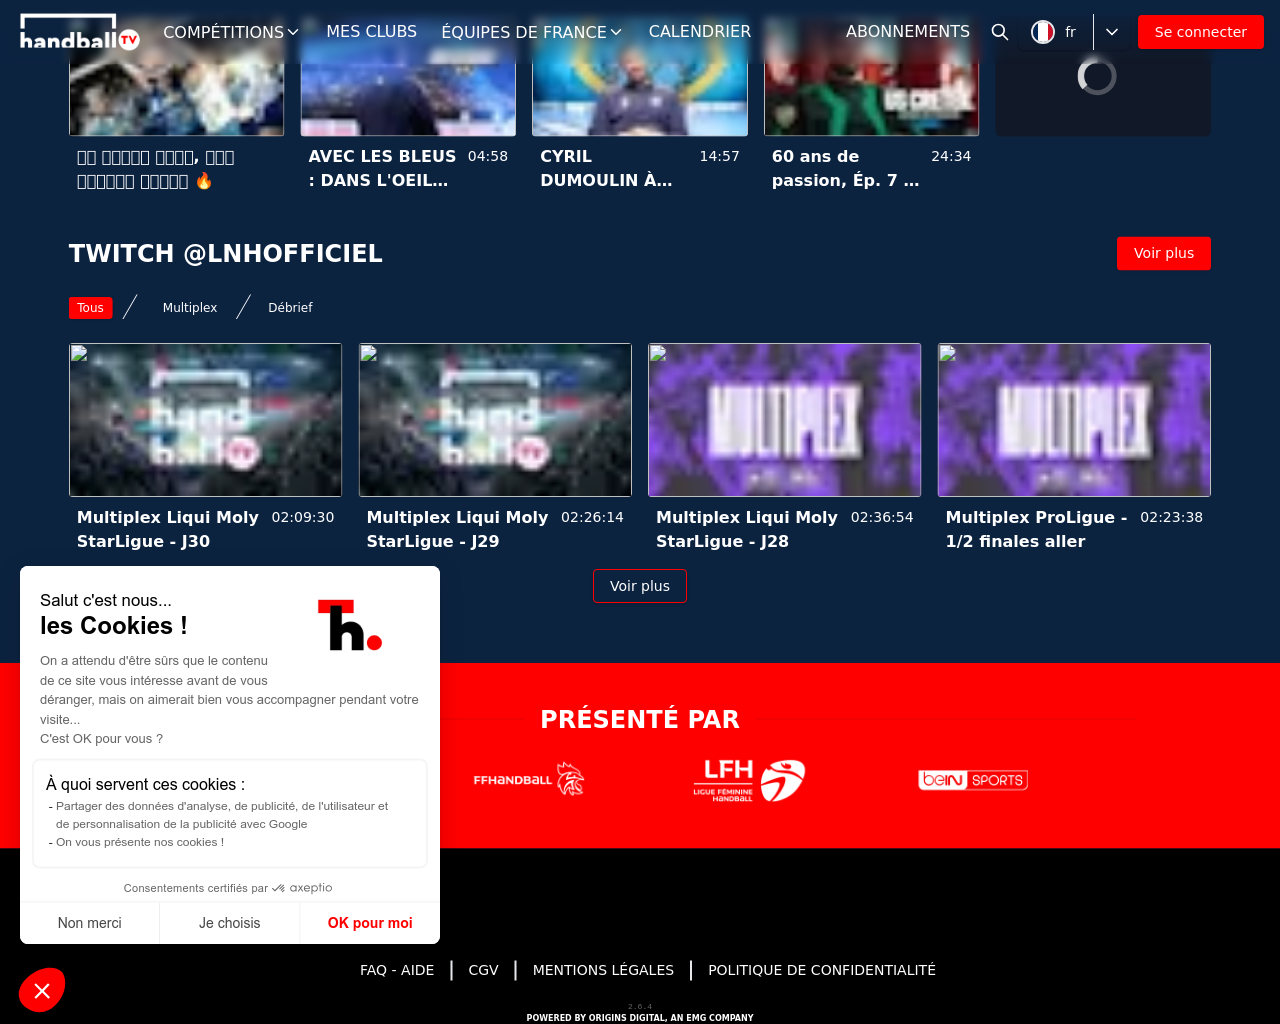 handball TV
COMPÉTITIONS
MES CLUBS
ÉQUIPES DE FRANCE
CALENDRIER
ABONNEMENTS
fr
Se connecter
AVEC LES BLEUS
: DANS L'OEIL…
04:58
CYRIL
DUMOULIN À…
14:57
60 ans de
passion, Ép. 7 …
24:34
TWITCH @LNHOFFICIEL
Voir plus
Tous
Multiplex
Débrief
hand
ball
TV
hand
ball
TV
MULTIPLEX
MULTIPLEX
Multiplex Liqui Moly
StarLigue - J30
02:09:30
Multiplex Liqui Moly
StarLigue - J29
02:26:14
Multiplex Liqui Moly
StarLigue - J28
02:36:54
Multiplex ProLigue -
1/2 finales aller
02:23:38
Voir plus
Salut c'est nous...
les Cookies !
Th.
On a attendu d'être sûrs que le contenu
de ce site vous intéresse avant de vous
déranger, mais on aimerait bien vous accompagner pendant votre
visite...
C'est OK pour vous ?
À quoi servent ces cookies :
- Partager des données d'analyse, de publicité, de l'utilisateur et
de personnalisation de la publicité avec Google
- On vous présente nos cookies !
Consentements certifiés par axeptio
Non merci
Je choisis
OK pour moi
PRÉSENTÉ PAR
FFHANDBALL
LFH
LIGUE FÉMININE
HANDBALL
beIN SPORTS
FAQ - AIDE
CGV
MENTIONS LÉGALES
POLITIQUE DE CONFIDENTIALITÉ
2.6.4
POWERED BY ORIGINS DIGITAL, AN EMG COMPANY